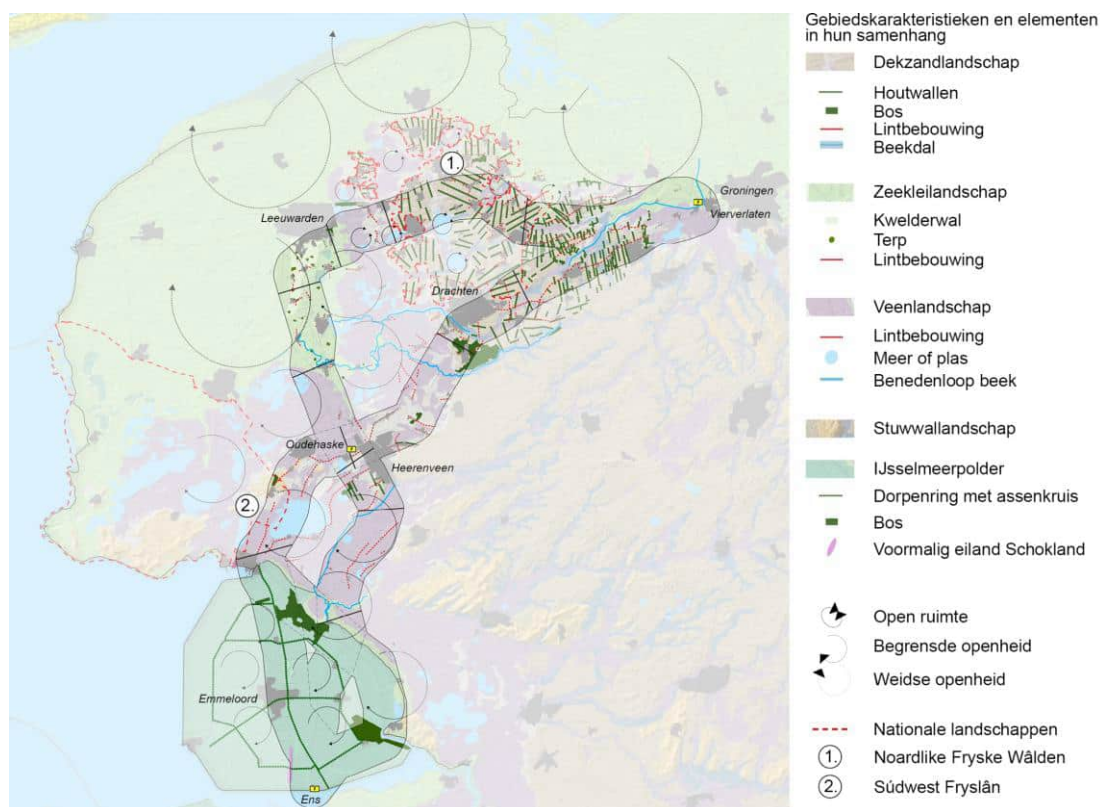 Gebiedskarakteristieken en elementen
in hun samenhang
Dekzandlandschap
Houtwallen
Bos
Lintbebouwing
Beekdal
Zeekleilandschap
Kwelderwal
Terp
Lintbebouwing
Veenlandschap
Lintbebouwing
Meer of plas
Benedenloop beek
Stuwwallandschap
IJsselmeerpolder
Dorpenring met assenkruis
Bos
Voormalig eiland Schokland
Open ruimte
Begrensde openheid
Weidse openheid
Nationale landschappen
1. Noardlike Fryske Wâlden
2. Súdwest Fryslân
1.
Groningen
Leeuwarden
Vierverlaten
Drachten
Oudehaske
Heerenveen
2.
Emmeloord
Ens